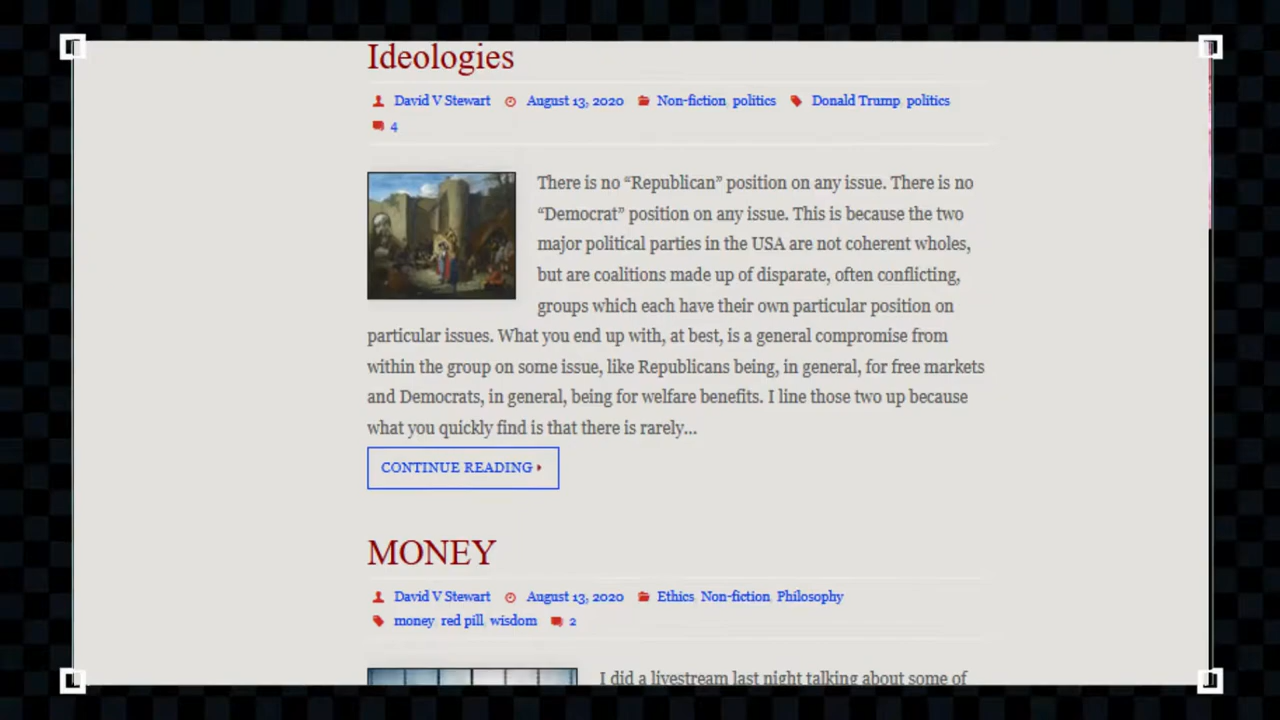 Ideologies
David V Stewart August 13, 2020 Non-fiction politics Donald Trump politics
4
There is no “Republican” position on any issue. There is no
“Democrat” position on any issue. This is because the two
major political parties in the USA are not coherent wholes,
but are coalitions made up of disparate, often conflicting,
groups which each have their own particular position on
particular issues. What you end up with, at best, is a general compromise from
within the group on some issue, like Republicans being, in general, for free markets
and Democrats, in general, being for welfare benefits. I line those two up because
what you quickly find is that there is rarely...
CONTINUE READING
MONEY
David V Stewart August 13, 2020 Ethics Non-fiction Philosophy
money red pill wisdom 2
I did a livestream last night talking about some of